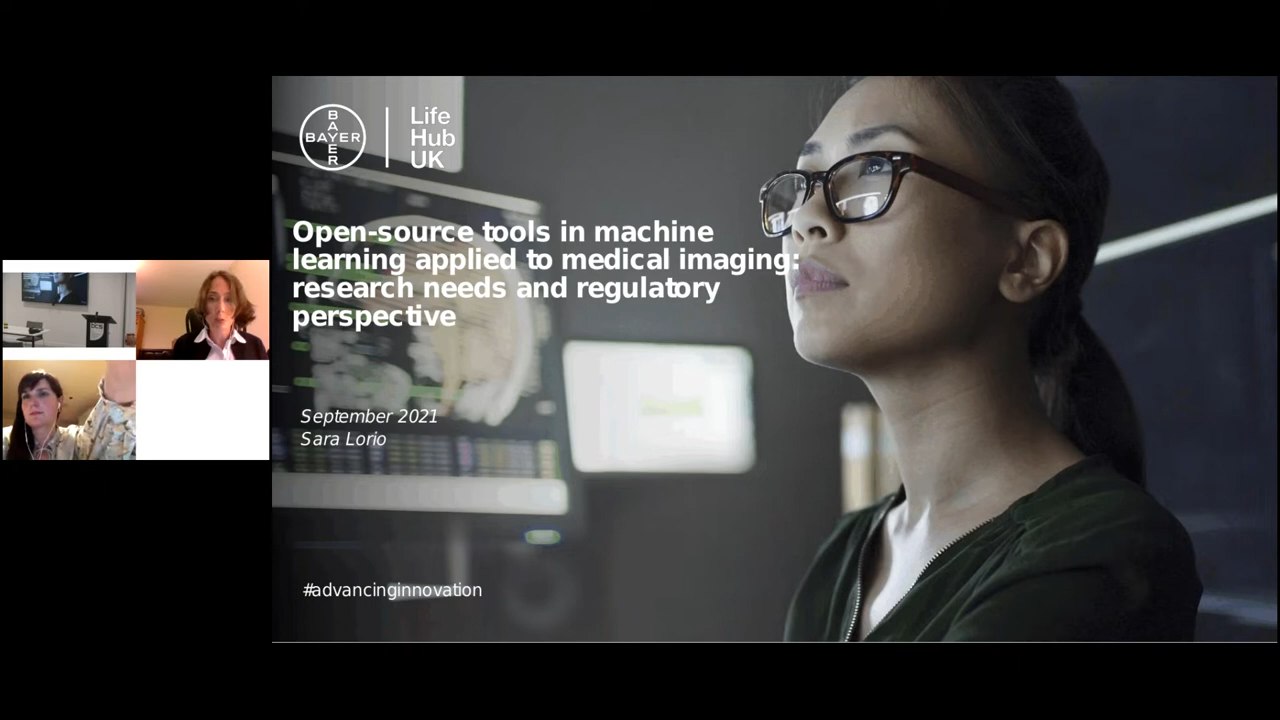 BAYER
BAYER
Life
Hub
UK
Open-source tools in machine
learning applied to medical imaging:
research needs and regulatory
perspective
September 2021
Sara Lorio
#advancinginnovation